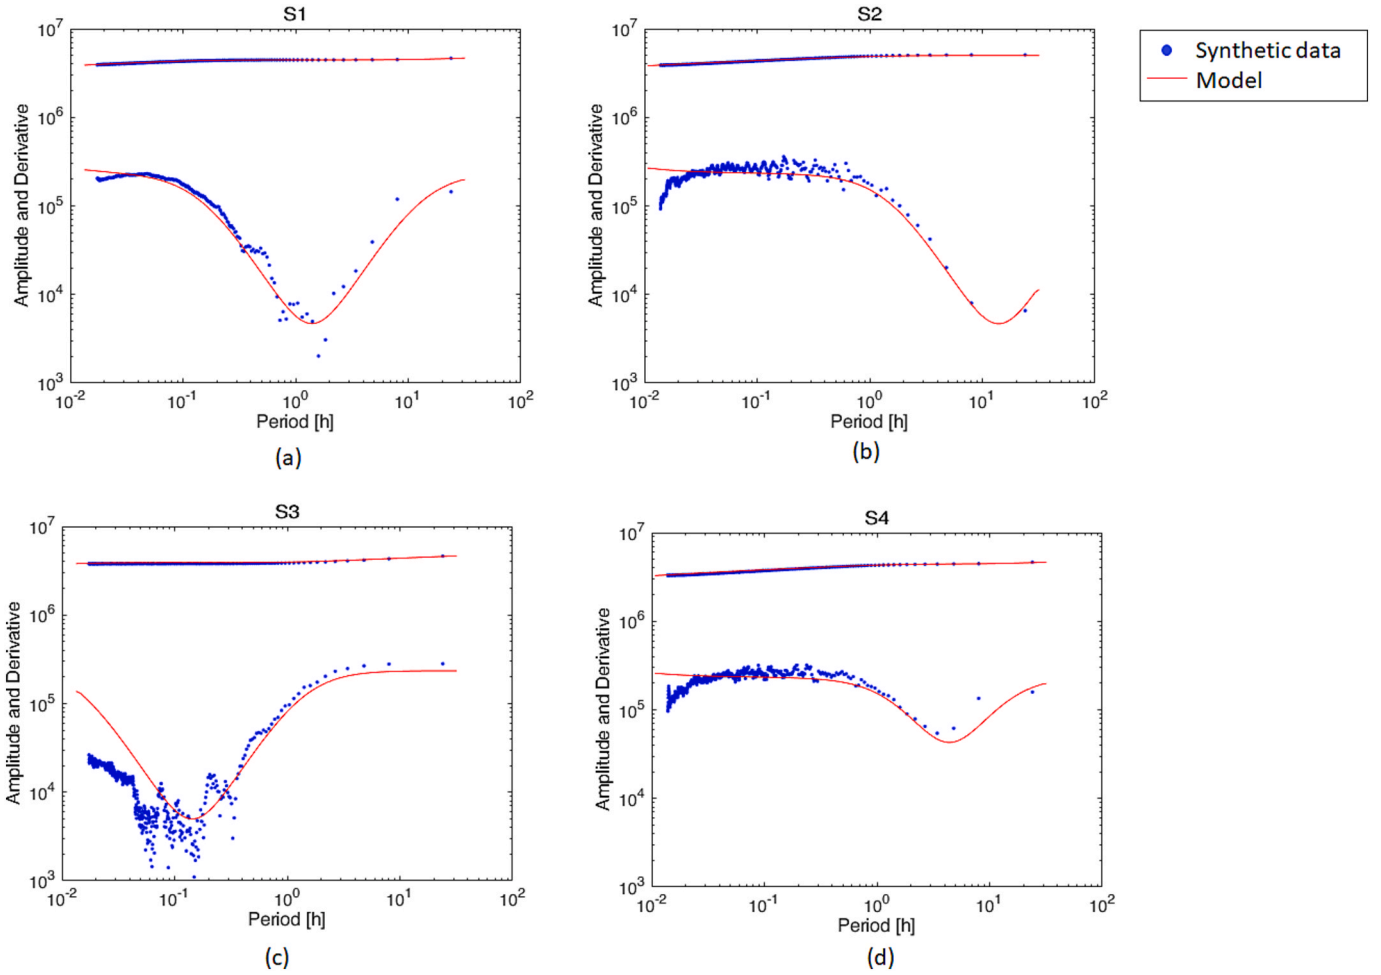 S1
10^7
10^6
10^5
10^4
10^3
Amplitude and Derivative
10^-2 10^-1 10^0 10^1 10^2
Period [h]
(a)
S2
10^7
10^6
10^5
10^4
10^3
Amplitude and Derivative
10^-2 10^-1 10^0 10^1 10^2
Period [h]
(b)
Synthetic data
Model
S3
10^7
10^6
10^5
10^4
10^3
Amplitude and Derivative
10^-2 10^-1 10^0 10^1 10^2
Period [h]
(c)
S4
10^7
10^6
10^5
10^4
10^3
Amplitude and Derivative
10^-2 10^-1 10^0 10^1 10^2
Period [h]
(d)